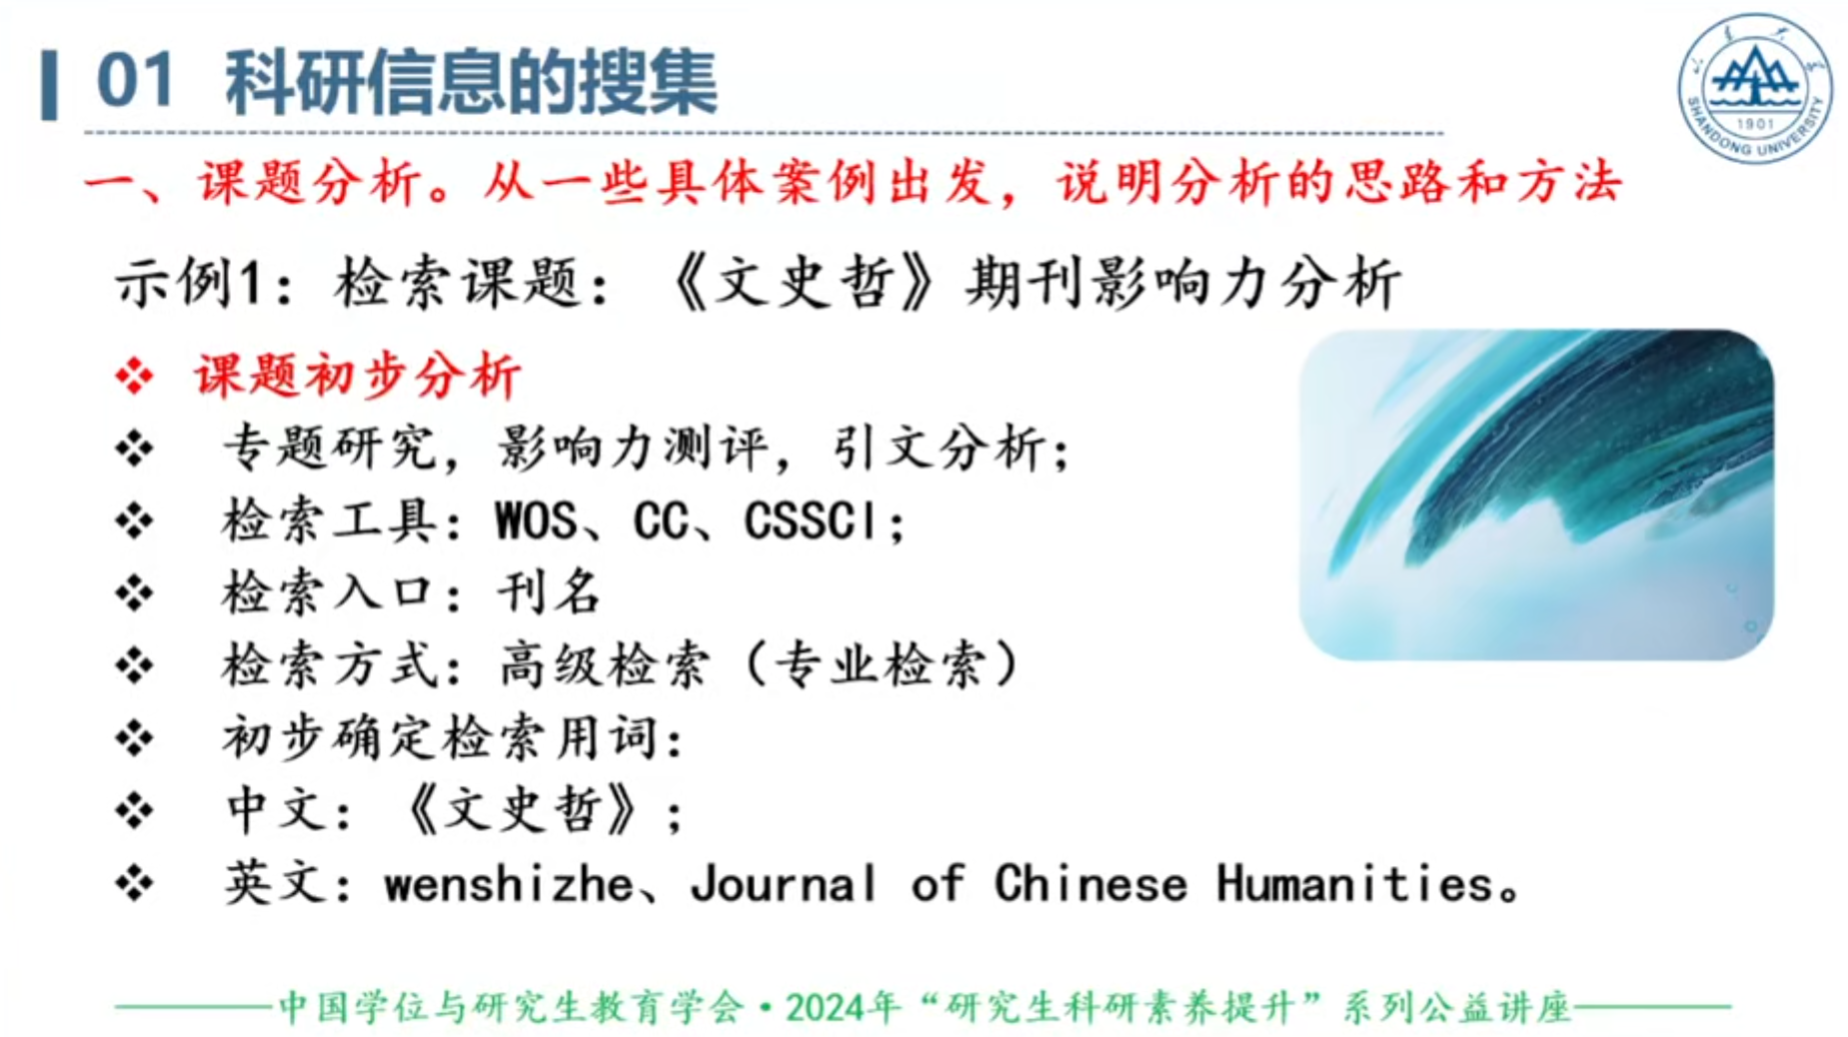 01 科研信息的搜集
一、课题分析。从一些具体案例出发，说明分析的思路和方法
示例1：检索课题：《文史哲》期刊影响力分析
课题初步分析
专题研究，影响力测评，引文分析；
检索工具：WOS、CC、CSSCI；
检索入口：刊名
检索方式：高级检索（专业检索）
初步确定检索用词：
中文：《文史哲》；
英文：wenshizhe、Journal of Chinese Humanities。
中国学位与研究生教育学会·2024年“研究生科研素养提升”系列公益讲座
山东大学
1901
SHANDONG UNIVERSITY